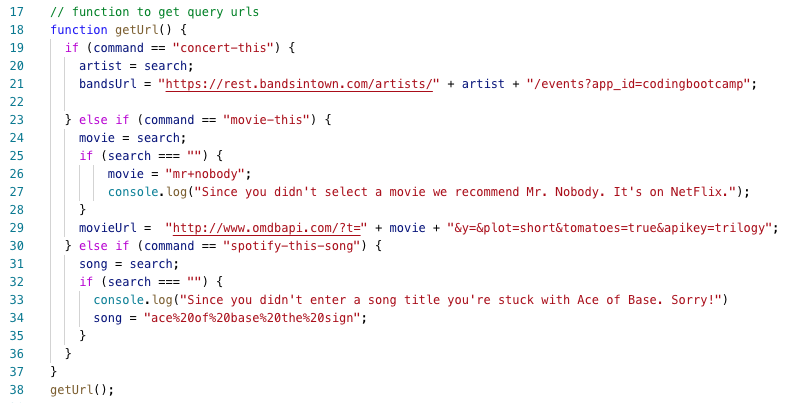 17 // function to get query urls
18 function getUrl() {
19   if (command == "concert-this") {
20     artist = search;
21     bandsUrl = "https://rest.bandsintown.com/artists/" + artist + "/events?app_id=codingbootcamp";
22
23   } else if (command == "movie-this") {
24     movie = search;
25     if (search === "") {
26         movie = "mr+nobody";
27         console.log("Since you didn't select a movie we recommend Mr. Nobody. It's on NetFlix.");
28     }
29     movieUrl =  "http://www.omdbapi.com/?t=" + movie + "&y=&plot=short&tomatoes=true&apikey=trilogy";
30   } else if (command == "spotify-this-song") {
31     song = search;
32     if (search === "") {
33       console.log("Since you didn't enter a song title you're stuck with Ace of Base. Sorry!")
34       song = "ace%20of%20base%20the%20sign";
35     }
36   }
37 }
38 getUrl();